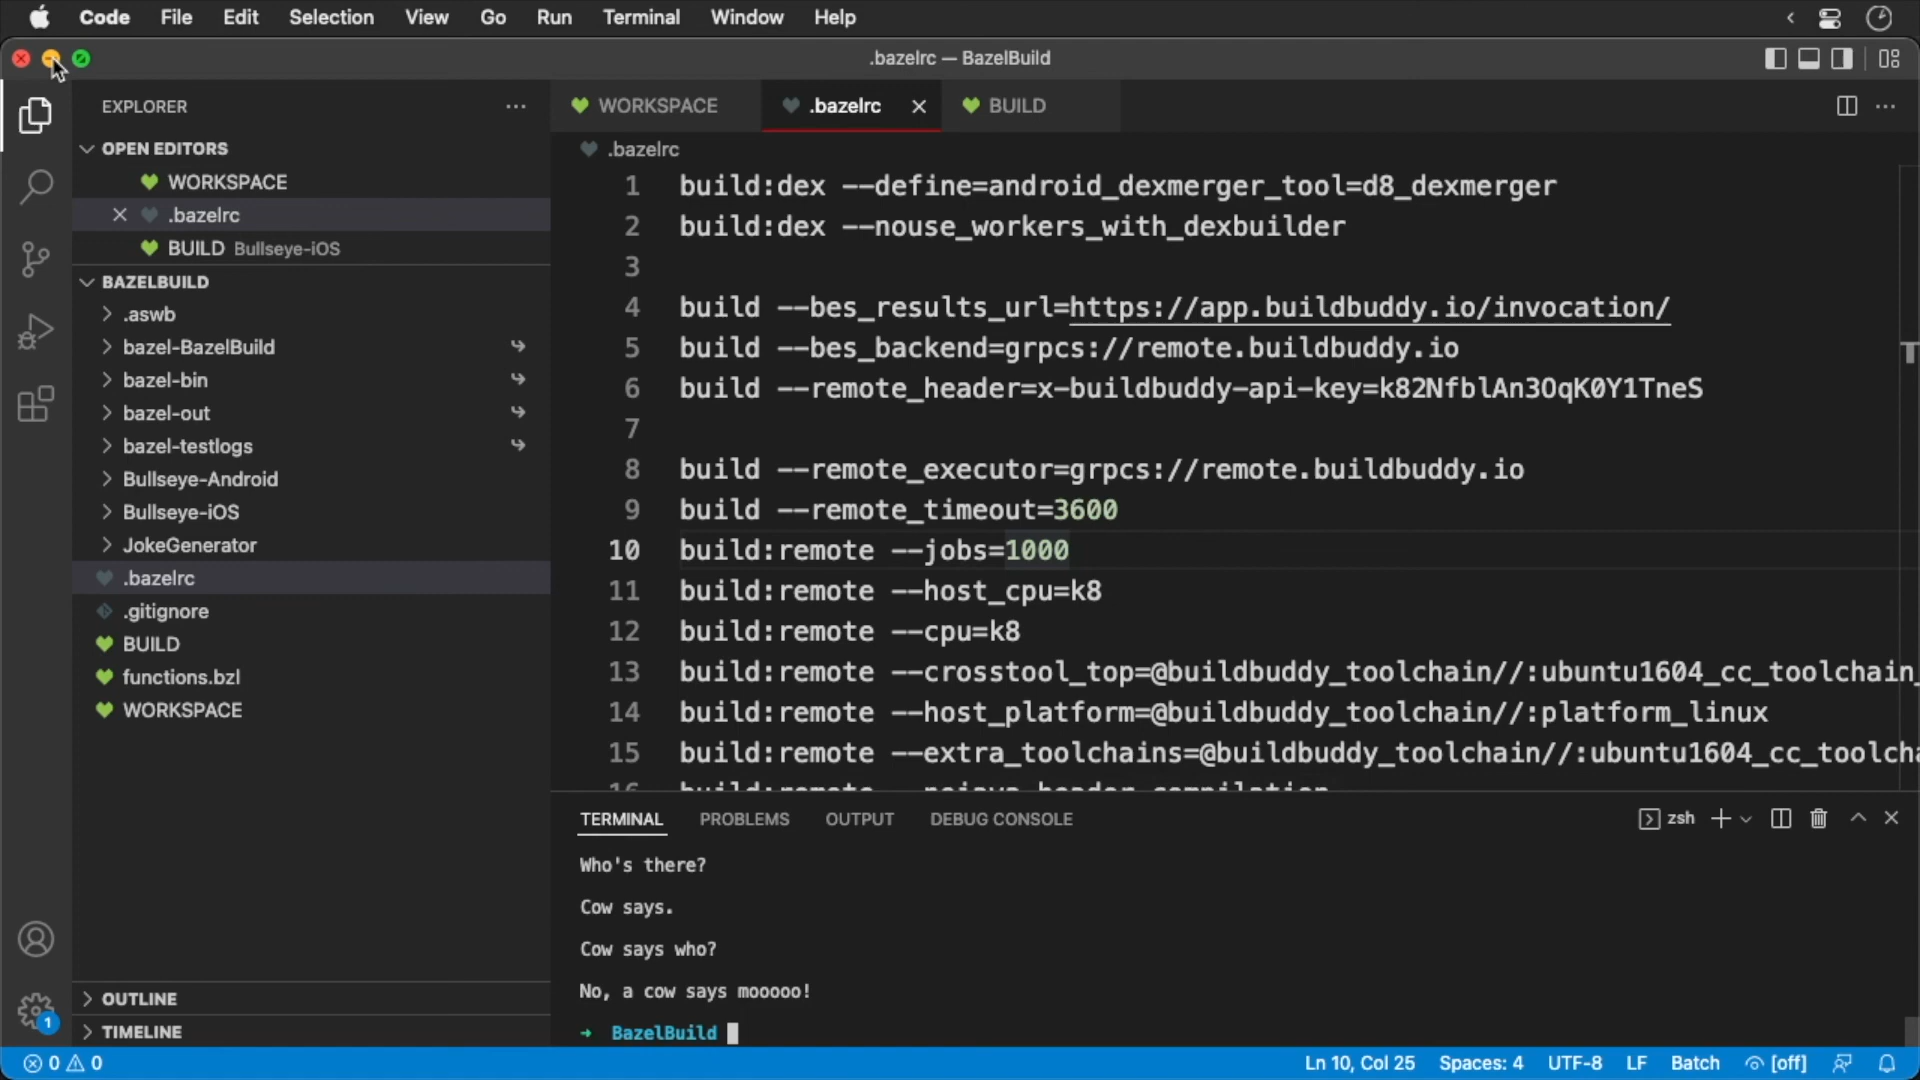 Code File Edit Selection View Go Run Terminal Window Help
.bazelrc — BazelBuild
EXPLORER
OPEN EDITORS
WORKSPACE
.bazelrc
BUILD Bullseye-iOS
BAZELBUILD
.aswb
bazel-BazelBuild
bazel-bin
bazel-out
bazel-testlogs
Bullseye-Android
Bullseye-iOS
JokeGenerator
.bazelrc
.gitignore
BUILD
functions.bzl
WORKSPACE
OUTLINE
TIMELINE
WORKSPACE .bazelrc BUILD
.bazelrc
1 build:dex --define=android_dexmerger_tool=d8_dexmerger
2 build:dex --nouse_workers_with_dexbuilder
3
4 build --bes_results_url=https://app.buildbuddy.io/invocation/
5 build --bes_backend=grpcs://remote.buildbuddy.io
6 build --remote_header=x-buildbuddy-api-key=k82NfblAn3OqK0Y1TneS
7
8 build --remote_executor=grpcs://remote.buildbuddy.io
9 build --remote_timeout=3600
10 build:remote --jobs=1000
11 build:remote --host_cpu=k8
12 build:remote --cpu=k8
13 build:remote --crosstool_top=@buildbuddy_toolchain//:ubuntu1604_cc_toolchain_
14 build:remote --host_platform=@buildbuddy_toolchain//:platform_linux
15 build:remote --extra_toolchains=@buildbuddy_toolchain//:ubuntu1604_cc_toolcha
16 build:remote --nojava_header_compilation
TERMINAL PROBLEMS OUTPUT DEBUG CONSOLE zsh
Who's there?
Cow says.
Cow says who?
No, a cow says mooooo!
➜ BazelBuild
1
0 0 Ln 10, Col 25 Spaces: 4 UTF-8 LF Batch [off]